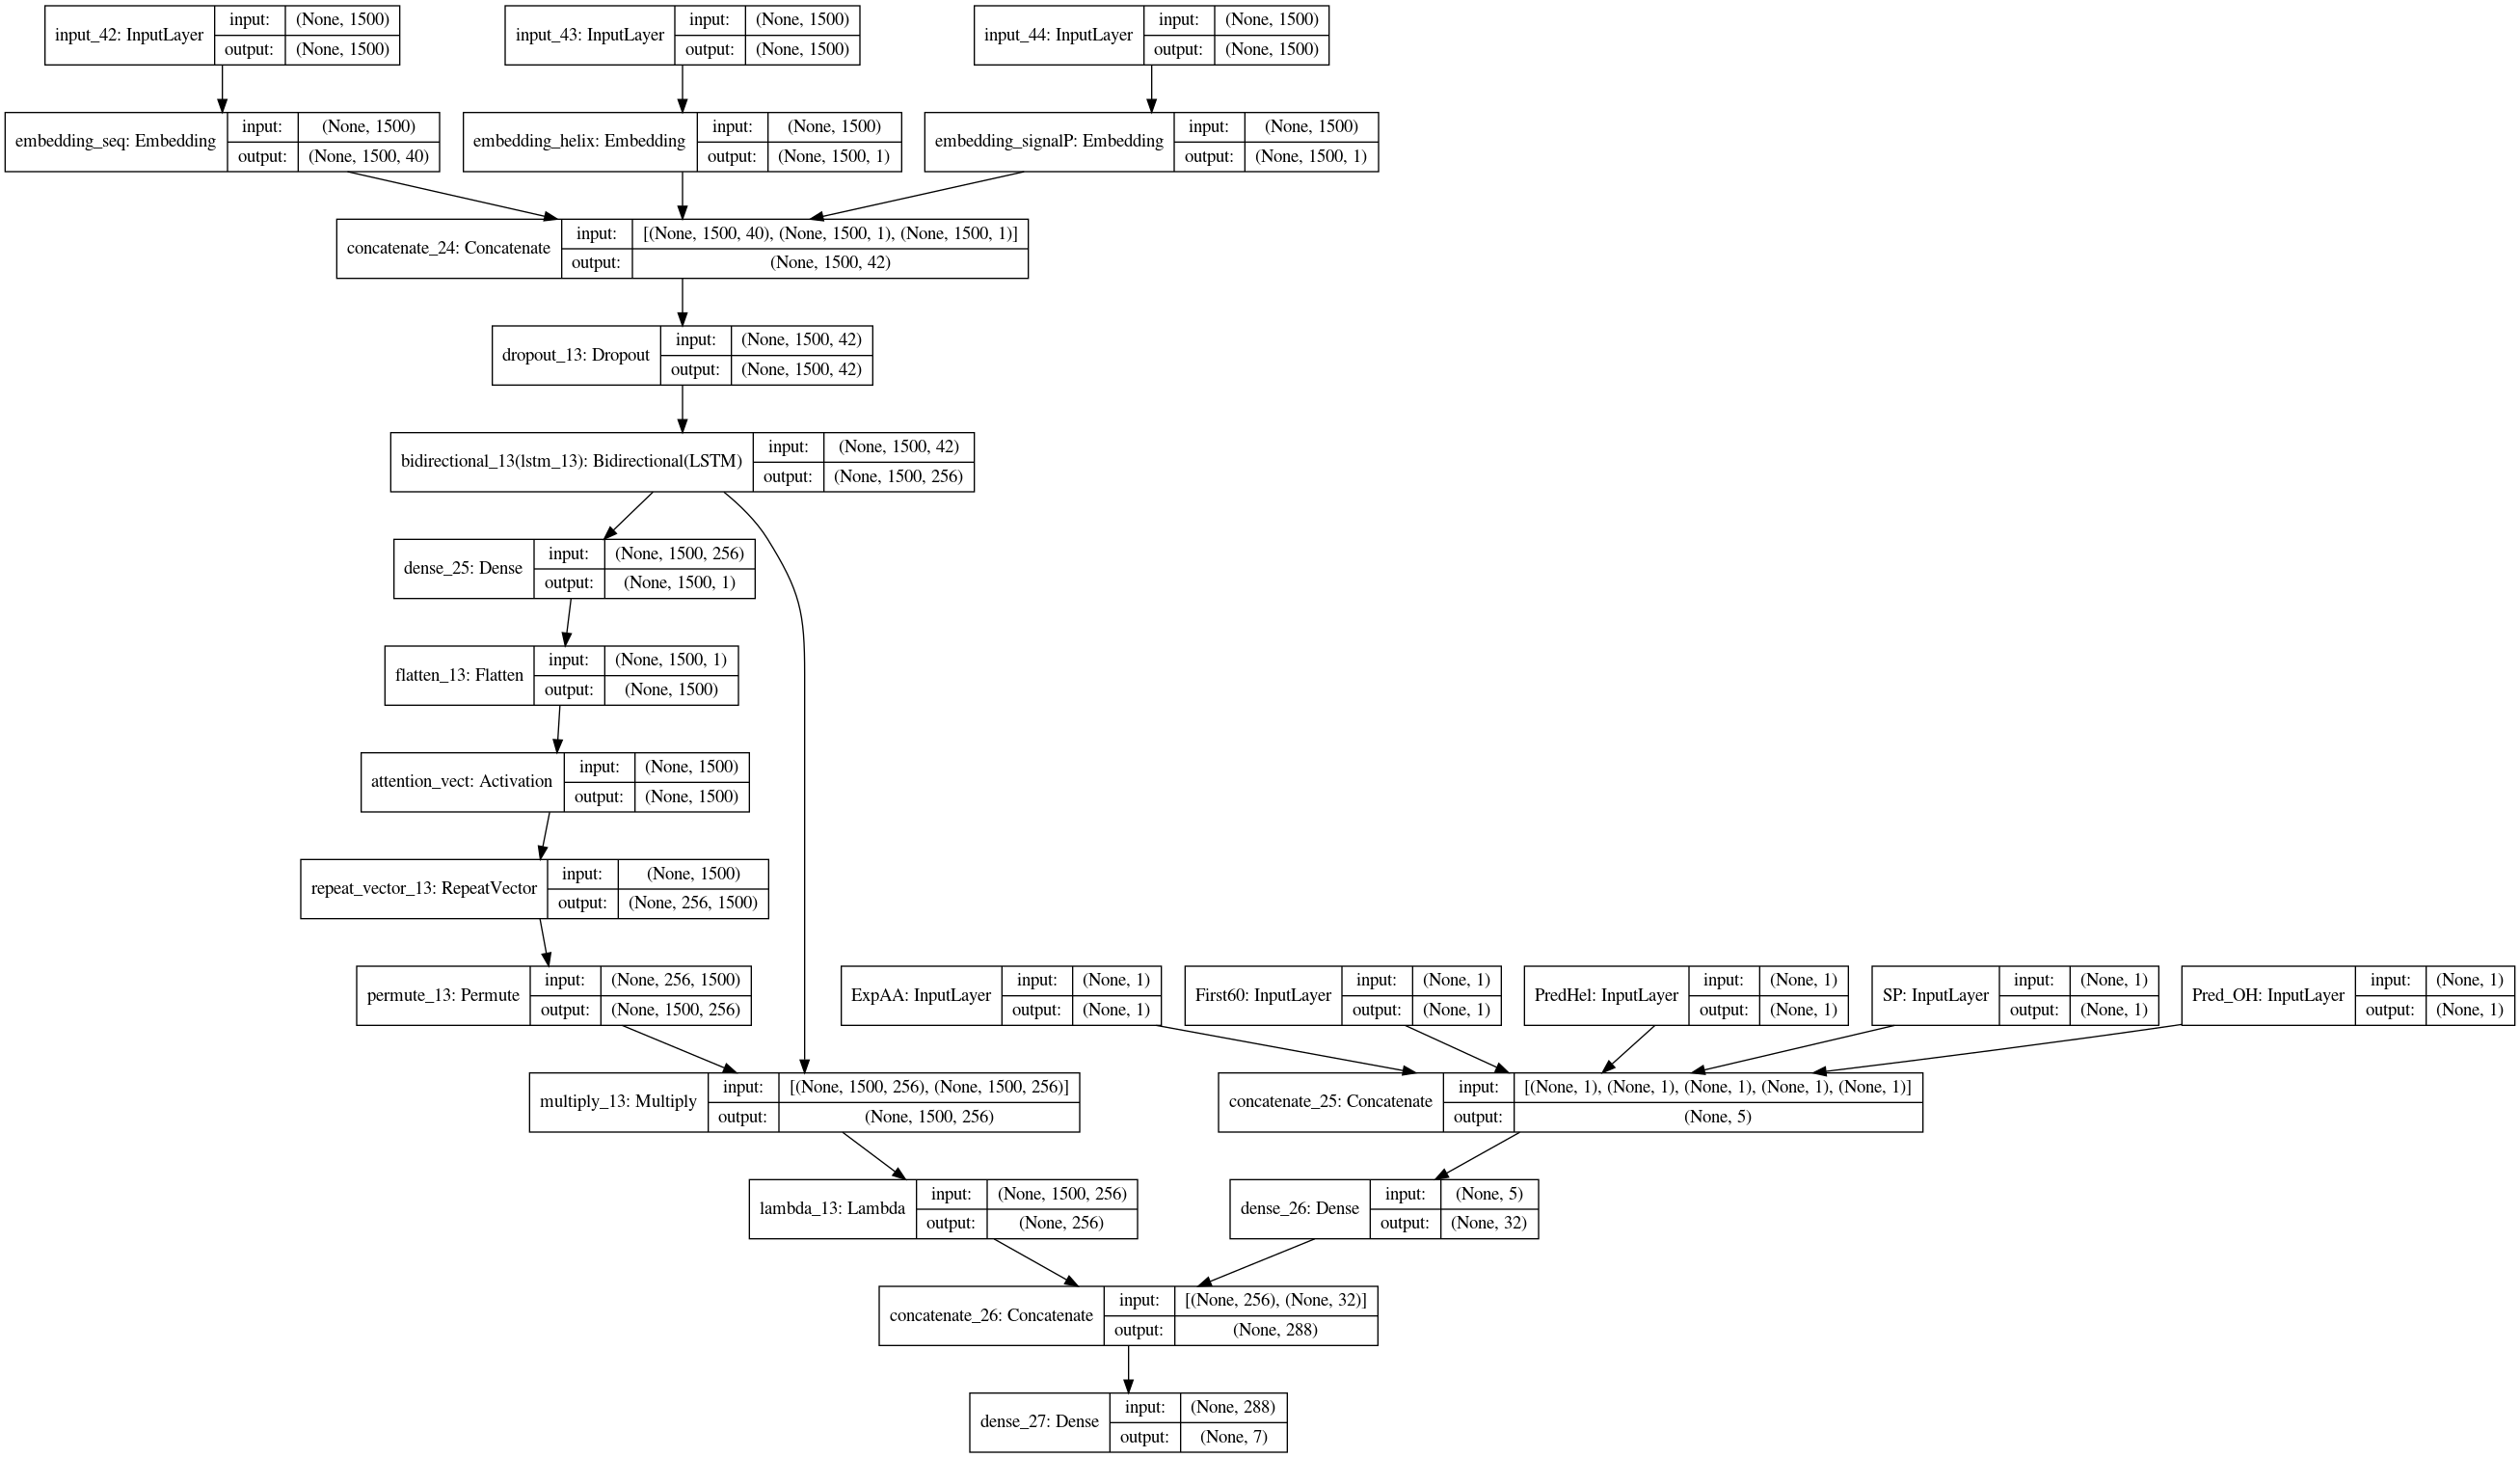 input_42: InputLayer
input: (None, 1500)
output: (None, 1500)
input_43: InputLayer
input: (None, 1500)
output: (None, 1500)
input_44: InputLayer
input: (None, 1500)
output: (None, 1500)
embedding_seq: Embedding
input: (None, 1500)
output: (None, 1500, 40)
embedding_helix: Embedding
input: (None, 1500)
output: (None, 1500, 1)
embedding_signalP: Embedding
input: (None, 1500)
output: (None, 1500, 1)
concatenate_24: Concatenate
input: [(None, 1500, 40), (None, 1500, 1), (None, 1500, 1)]
output: (None, 1500, 42)
dropout_13: Dropout
input: (None, 1500, 42)
output: (None, 1500, 42)
bidirectional_13(lstm_13): Bidirectional(LSTM)
input: (None, 1500, 42)
output: (None, 1500, 256)
dense_25: Dense
input: (None, 1500, 256)
output: (None, 1500, 1)
flatten_13: Flatten
input: (None, 1500, 1)
output: (None, 1500)
attention_vect: Activation
input: (None, 1500)
output: (None, 1500)
repeat_vector_13: RepeatVector
input: (None, 1500)
output: (None, 256, 1500)
permute_13: Permute
input: (None, 256, 1500)
output: (None, 1500, 256)
ExpAA: InputLayer
input: (None, 1)
output: (None, 1)
First60: InputLayer
input: (None, 1)
output: (None, 1)
PredHel: InputLayer
input: (None, 1)
output: (None, 1)
SP: InputLayer
input: (None, 1)
output: (None, 1)
Pred_OH: InputLayer
input: (None, 1)
output: (None, 1)
multiply_13: Multiply
input: [(None, 1500, 256), (None, 1500, 256)]
output: (None, 1500, 256)
concatenate_25: Concatenate
input: [(None, 1), (None, 1), (None, 1), (None, 1), (None, 1)]
output: (None, 5)
lambda_13: Lambda
input: (None, 1500, 256)
output: (None, 256)
dense_26: Dense
input: (None, 5)
output: (None, 32)
concatenate_26: Concatenate
input: [(None, 256), (None, 32)]
output: (None, 288)
dense_27: Dense
input: (None, 288)
output: (None, 7)